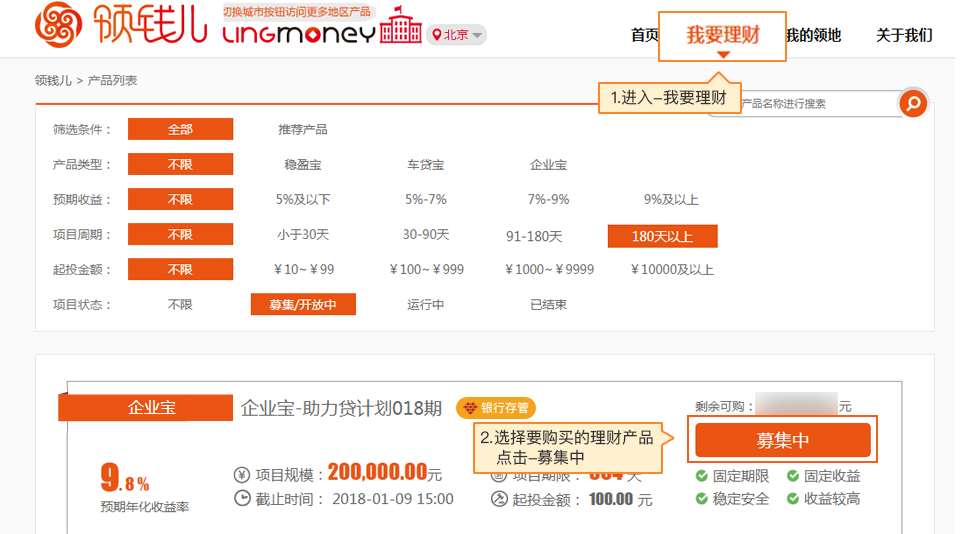 领钱儿
切换城市按钮访问更多地区产品
Lingmoney
北京
首页
我要理财
我的领地
关于我们
领钱儿 > 产品列表
1.进入–我要理财
产品名称进行搜索
筛选条件： 全部 推荐产品
产品类型： 不限 稳盈宝 车贷宝 企业宝
预期收益： 不限 5%及以下 5%-7% 7%-9% 9%及以上
项目周期： 不限 小于30天 30-90天 91-180天 180天以上
起投金额： 不限 ￥10~￥99 ￥100~￥999 ￥1000~￥9999 ￥10000及以上
项目状态： 不限 募集/开放中 运行中 已结束
企业宝 企业宝-助力贷计划018期 银行存管
剩余可购： 元
2.选择要购买的理财产品
点击–募集中
募集中
9.8%
预期年化收益率
项目规模：200,000.00元
项目期限： 天
截止时间： 2018-01-09 15:00
起投金额： 100.00 元
固定期限 固定收益
稳定安全 收益较高